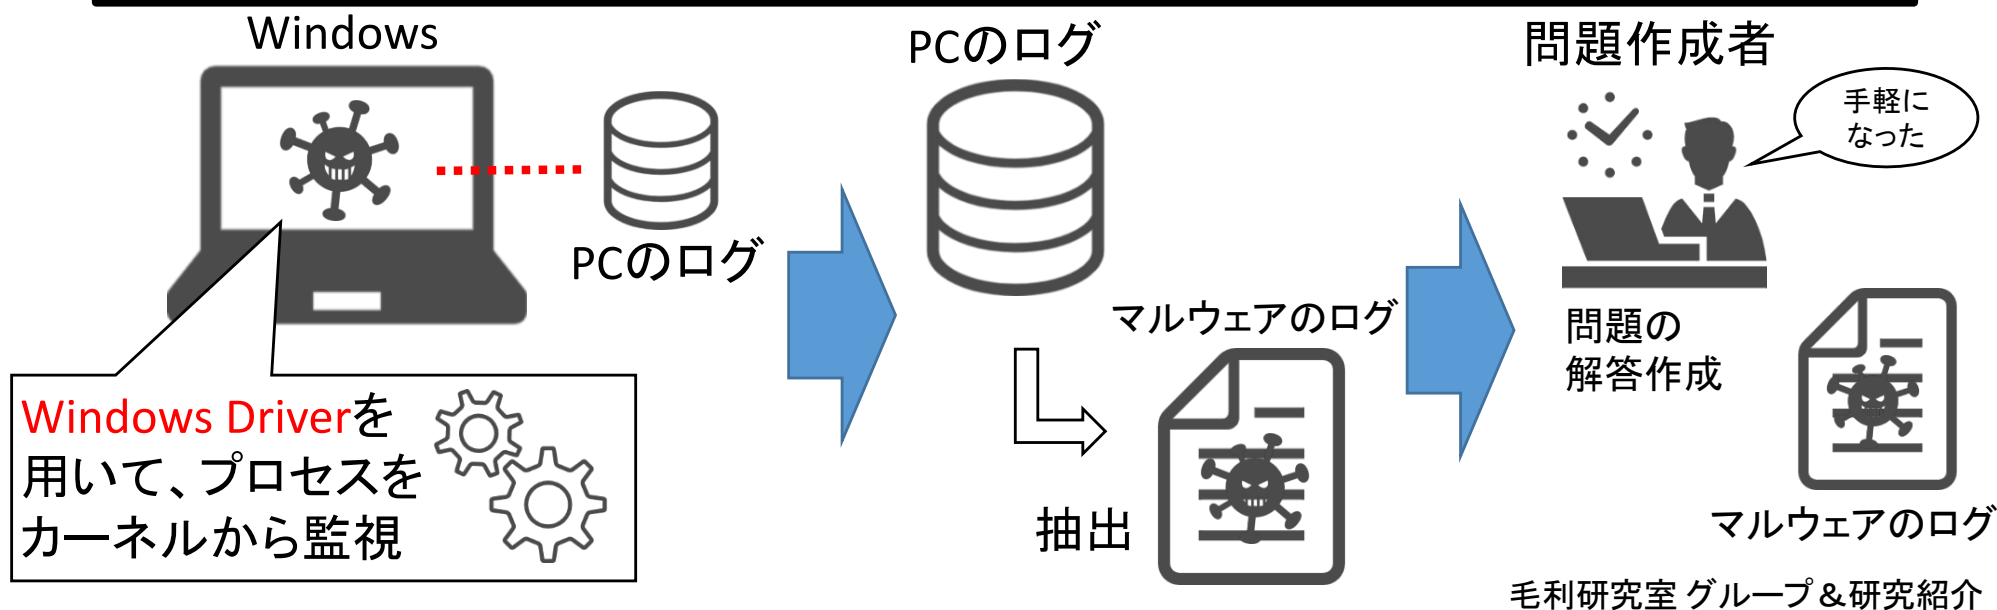 Windows
PCのログ
Windows Driverを
用いて、プロセスを
カーネルから監視
PCのログ
マルウェアのログ
抽出
問題作成者
手軽に
なった
問題の
解答作成
マルウェアのログ
毛利研究室 グループ&研究紹介